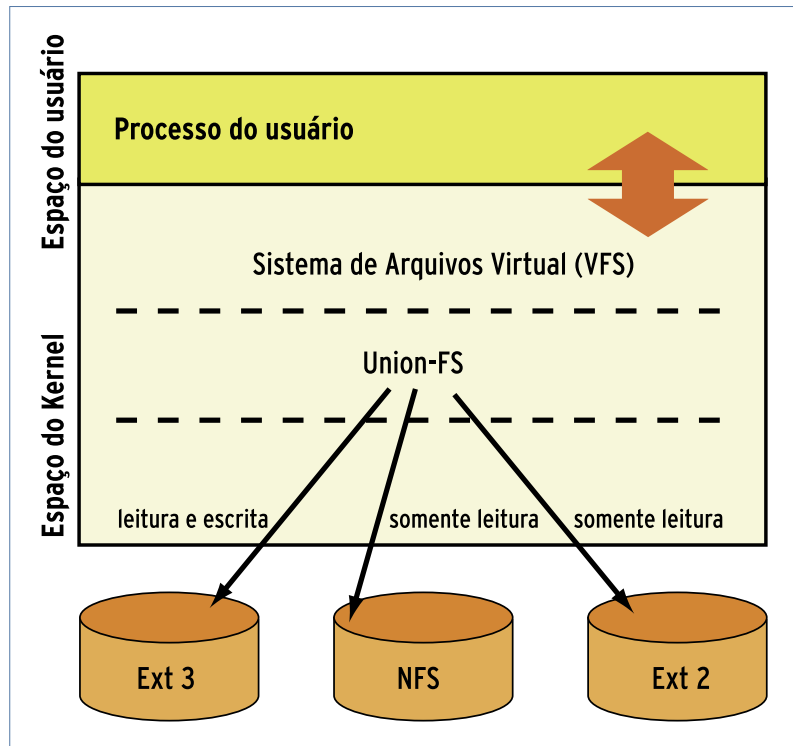 Espaço do usuário
Processo do usuário
Espaço do Kernel
Sistema de Arquivos Virtual (VFS)
Union-FS
leitura e escrita
somente leitura
somente leitura
Ext 3
NFS
Ext 2